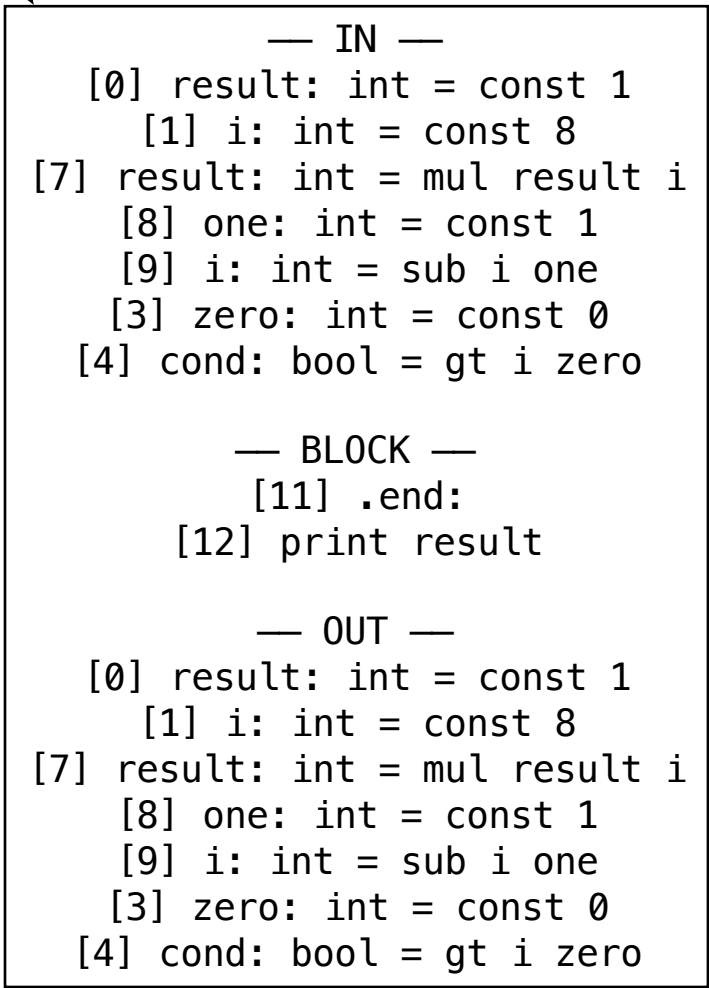 — IN —
[0] result: int = const 1
[1] i: int = const 8
[7] result: int = mul result i
[8] one: int = const 1
[9] i: int = sub i one
[3] zero: int = const 0
[4] cond: bool = gt i zero
— BLOCK —
[11] .end:
[12] print result
— OUT —
[0] result: int = const 1
[1] i: int = const 8
[7] result: int = mul result i
[8] one: int = const 1
[9] i: int = sub i one
[3] zero: int = const 0
[4] cond: bool = gt i zero